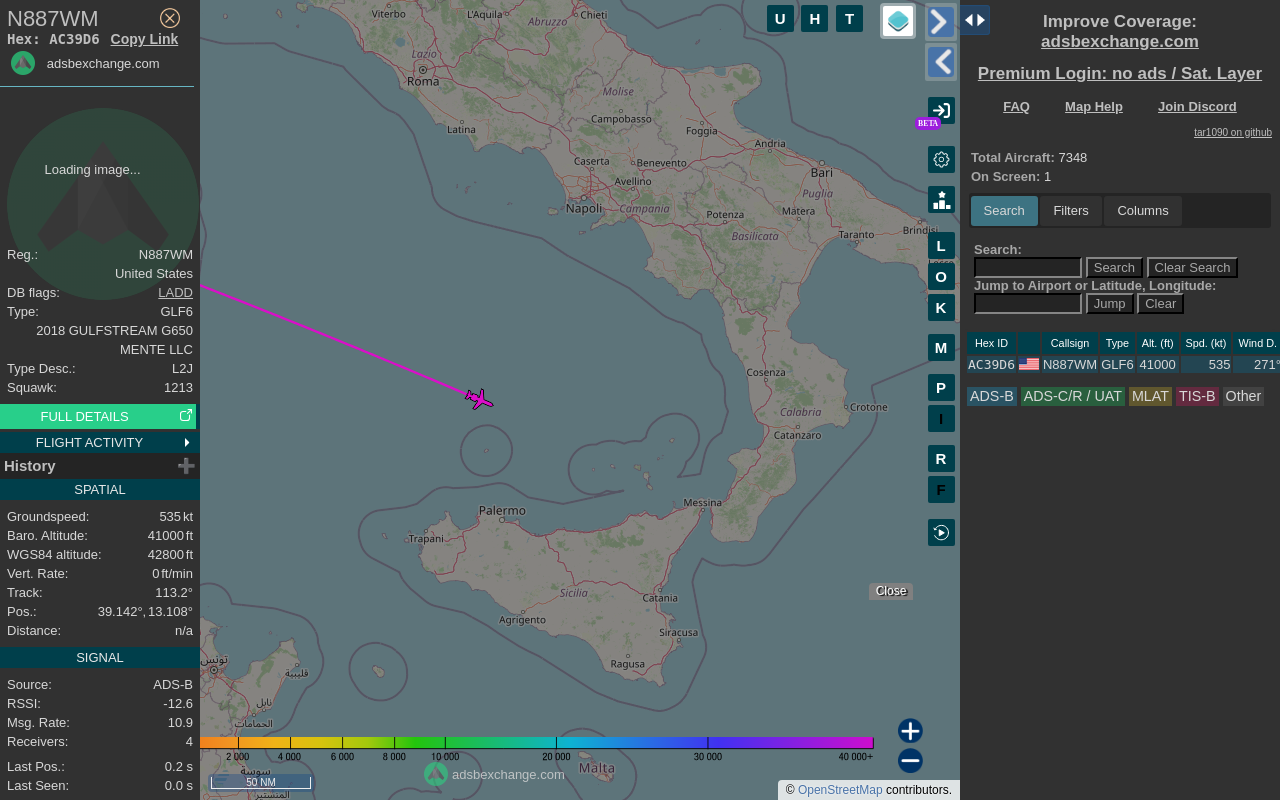 N887WM
Hex: AC39D6 Copy Link
adsbexchange.com
Loading image...
Reg.: N887WM
United States
DB flags: LADD
Type: GLF6
2018 GULFSTREAM G650
MENTE LLC
Type Desc.: L2J
Squawk: 1213
FULL DETAILS
FLIGHT ACTIVITY
History
SPATIAL
Groundspeed: 535 kt
Baro. Altitude: 41000 ft
WGS84 altitude: 42800 ft
Vert. Rate: 0 ft/min
Track: 113.2°
Pos.: 39.142°, 13.108°
Distance: n/a
SIGNAL
Source: ADS-B
RSSI: -12.6
Msg. Rate: 10.9
Receivers: 4
Last Pos.: 0.2 s
Last Seen: 0.0 s
Viterbo
L'Aquila
Abruzzo
Chieti
Lazio
Roma
Molise
Latina
Campobasso
Foggia
Andria
Caserta
Benevento
Bari
Avellino
Puglia
Napoli
Campania
Potenza
Matera
Basilicata
Taranto
Brindisi
Cosenza
Calabria
Crotone
Catanzaro
Messina
Palermo
Trapani
Sicilia
Catania
Agrigento
Siracusa
Ragusa
تونس
قليبية
نابل
الحمامات
سوسة
المنستير
Malta
U H T
BETA
L
O
K
M
P
I
R
F
Close
2 000 4 000 6 000 8 000 10 000 20 000 30 000 40 000+
adsbexchange.com
50 NM
© OpenStreetMap contributors.
Improve Coverage:
adsbexchange.com
Premium Login: no ads / Sat. Layer
FAQ Map Help Join Discord
tar1090 on github
Total Aircraft: 7348
On Screen: 1
Search Filters Columns
Search:
Search Clear Search
Jump to Airport or Latitude, Longitude:
Jump Clear
Hex ID Callsign Type Alt. (ft) Spd. (kt) Wind D.
AC39D6 N887WM GLF6 41000 535 271°
ADS-B ADS-C/R / UAT MLAT TIS-B Other